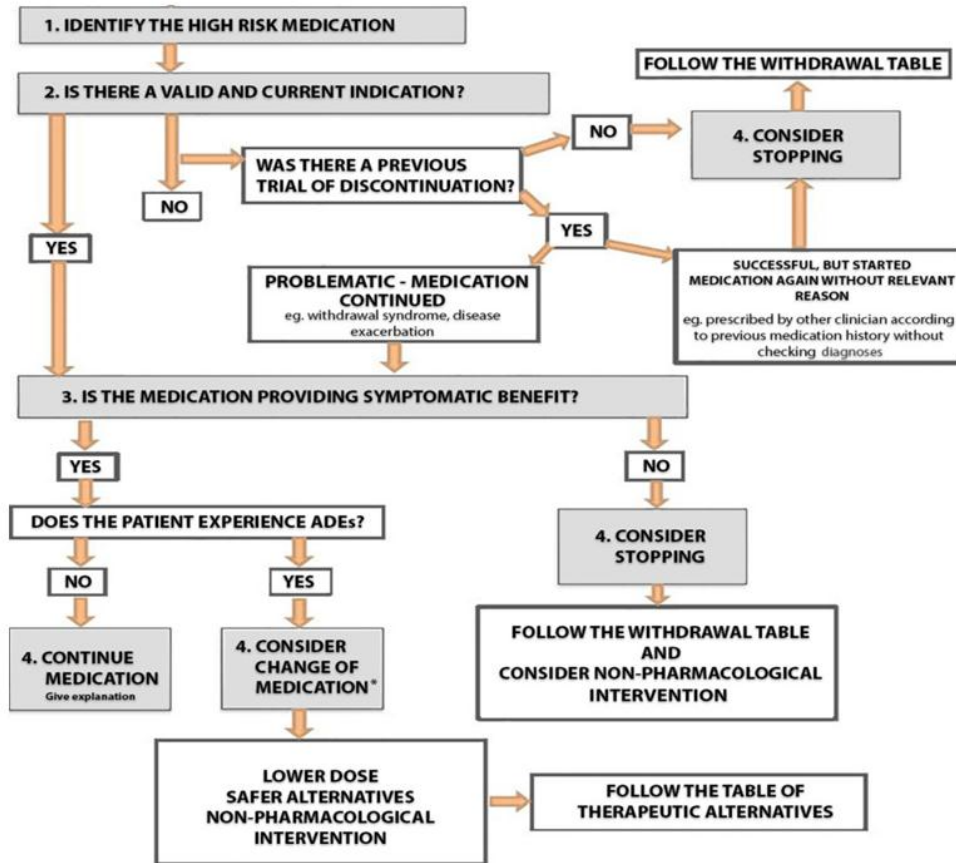 1. IDENTIFY THE HIGH RISK MEDICATION
FOLLOW THE WITHDRAWAL TABLE
2. IS THERE A VALID AND CURRENT INDICATION?
NO
4. CONSIDER
STOPPING
WAS THERE A PREVIOUS
TRIAL OF DISCONTINUATION?
NO
YES
YES
PROBLEMATIC - MEDICATION
CONTINUED
eg. withdrawal syndrome, disease
exacerbation
SUCCESSFUL, BUT STARTED
MEDICATION AGAIN WITHOUT RELEVANT
REASON
eg. prescribed by other clinician according
to previous medication history without
checking diagnoses
3. IS THE MEDICATION PROVIDING SYMPTOMATIC BENEFIT?
YES
NO
DOES THE PATIENT EXPERIENCE ADEs?
4. CONSIDER
STOPPING
NO
YES
4. CONTINUE
MEDICATION
Give explanation
4. CONSIDER
CHANGE OF
MEDICATION*
FOLLOW THE WITHDRAWAL TABLE
AND
CONSIDER NON-PHARMACOLOGICAL
INTERVENTION
LOWER DOSE
SAFER ALTERNATIVES
NON-PHARMACOLOGICAL
INTERVENTION
FOLLOW THE TABLE OF
THERAPEUTIC ALTERNATIVES